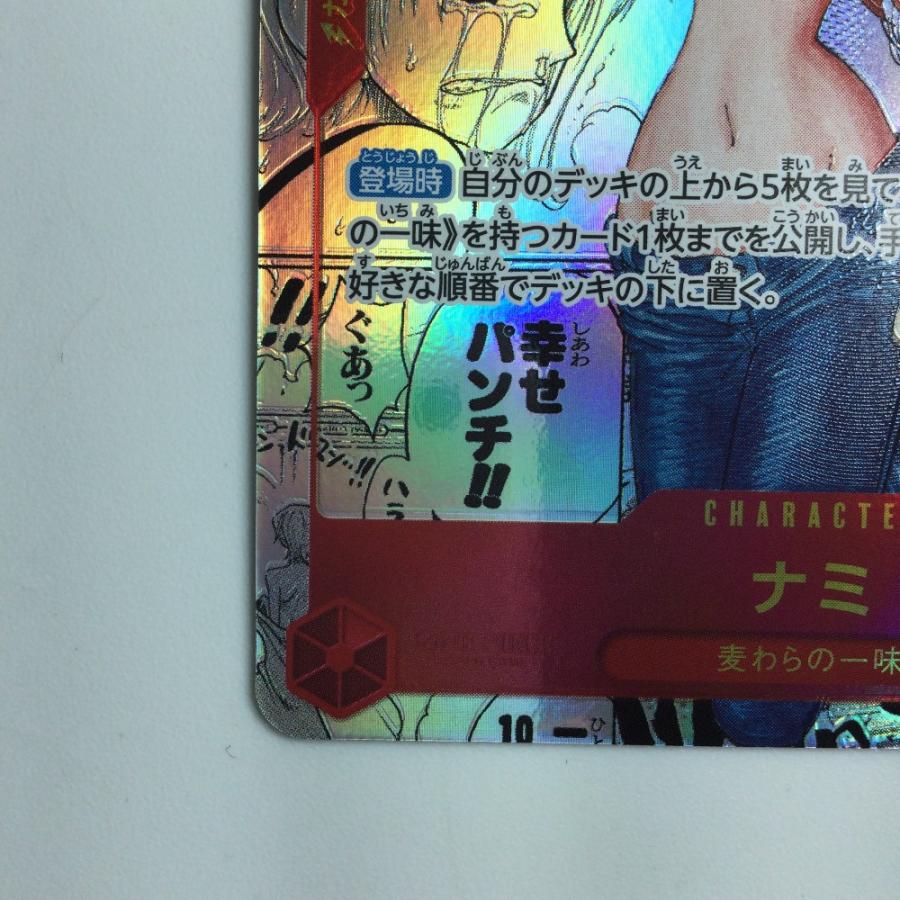 登場時 自分のデッキの上から5枚を見て
の一味》を持つカード1枚までを公開し、手
好きな順番でデッキの下に置く。
!!
ぐあっ
幸せ
パンチ!!
ハラ
CHARACTE
ナミ
麦わらの一味